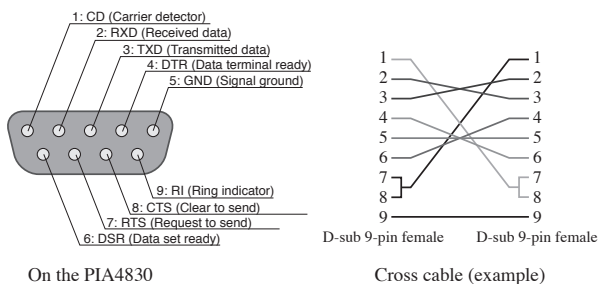 1: CD (Carrier detector)
2: RXD (Received data)
3: TXD (Transmitted data)
4: DTR (Data terminal ready)
5: GND (Signal ground)
9: RI (Ring indicator)
8: CTS (Clear to send)
7: RTS (Request to send)
6: DSR (Data set ready)
On the PIA4830
1 1
2 2
3 3
4 4
5 5
6 6
7 7
8 8
9 9
D-sub 9-pin female D-sub 9-pin female
Cross cable (example)